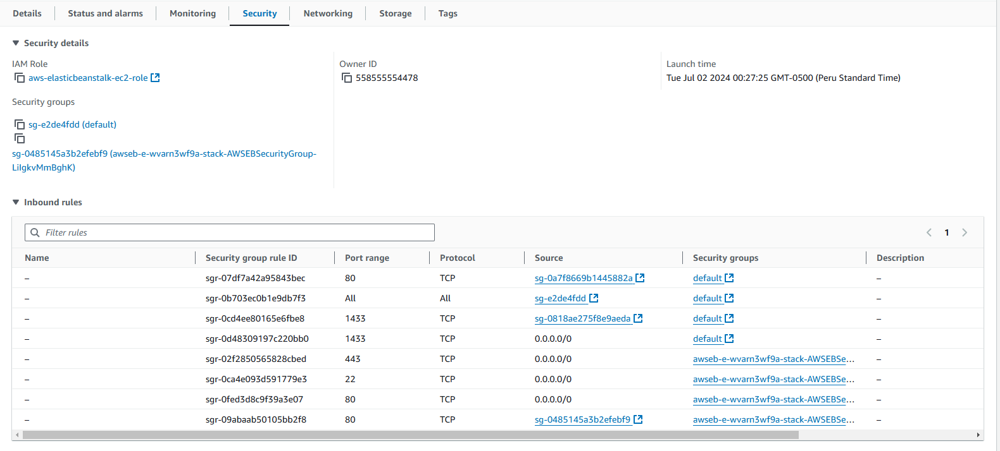 Details Status and alarms Monitoring Security Networking Storage Tags
Security details
IAM Role
aws-elasticbeanstalk-ec2-role
Owner ID
558555554478
Launch time
Tue Jul 02 2024 00:27:25 GMT-0500 (Peru Standard Time)
Security groups
sg-e2de4fdd (default)
sg-0485145a3b2efebf9 (awseb-e-wvarn3wf9a-stack-AWSEBSecurityGroup-
LiIgkvMmBghK)
Inbound rules
Filter rules
1
Name Security group rule ID Port range Protocol Source Security groups Description
– sgr-07df7a42a95843bec 80 TCP sg-0a7f8669b1445882a default –
– sgr-0b703ec0b1e9db7f3 All All sg-e2de4fdd default –
– sgr-0cd4ee80165e6fbe8 1433 TCP sg-0818ae275f8e9aeda default –
– sgr-0d48309197c220bb0 1433 TCP 0.0.0.0/0 default –
– sgr-02f2850565828cbed 443 TCP 0.0.0.0/0 awseb-e-wvarn3wf9a-stack-AWSEBSe... –
– sgr-0ca4e093d591779e3 22 TCP 0.0.0.0/0 awseb-e-wvarn3wf9a-stack-AWSEBSe... –
– sgr-0fed3d8c9f39a3e07 80 TCP 0.0.0.0/0 awseb-e-wvarn3wf9a-stack-AWSEBSe... –
– sgr-09abaab50105bb2f8 80 TCP sg-0485145a3b2efebf9 awseb-e-wvarn3wf9a-stack-AWSEBSe... –